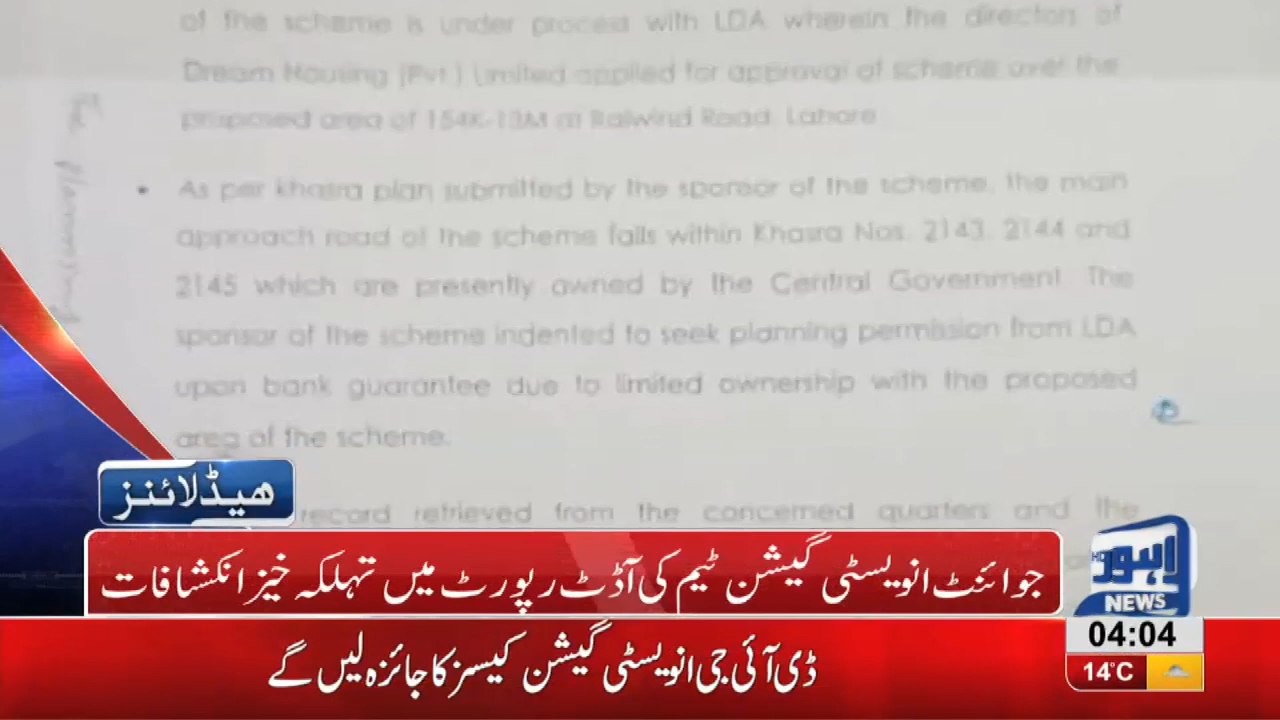 of the scheme is under process with LDA wherein the directors of
Dream Housing (Pvt.) Limited applied for approval of scheme over the
proposed area of 154K-13M at Raiwind Road, Lahore.
• As per khasra plan submitted by the sponsor of the scheme, the main
approach road of the scheme falls within Khasra Nos. 2143, 2144 and
2145 which are presently owned by the Central Government. The
sponsor of the scheme indented to seek planning permission from LDA
upon bank guarantee due to limited ownership with the proposed
area of the scheme.
record retrieved from the concerned quarters and the
ہیڈلائنز
جوائنٹ انویسٹی گیشن ٹیم کی آڈٹ رپورٹ میں تہلکہ خیز انکشافات
لاہور HD
NEWS
04:04
14°C
ڈی آئی جی انویسٹی گیشن کیسز کا جائزہ لیں گے